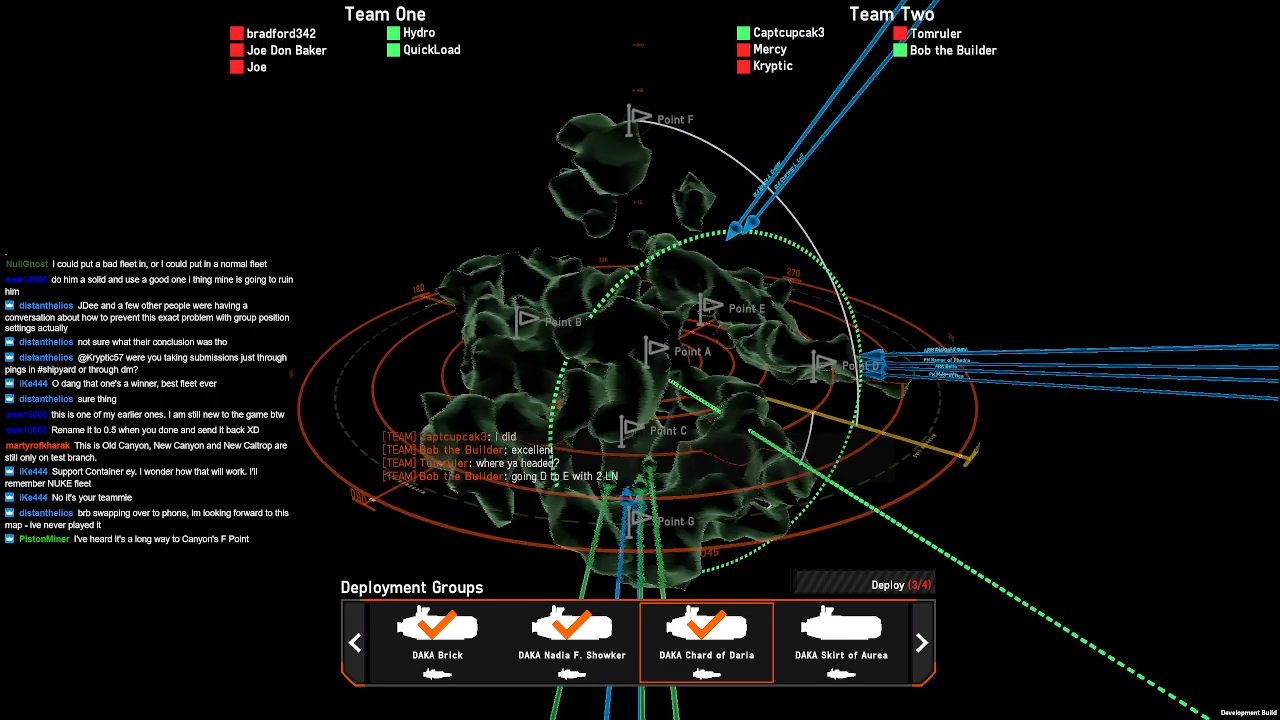 Team One
bradford342
Joe Don Baker
Joe
Hydro
QuickLoad
Team Two
Captcupcak3
Mercy
Kryptic
Tomruler
Bob the Builder
Point F
180
270
Point B
Point E
Point A
Point D
Point C
Point G
045
NullGhost I could put a bad fleet in, or I could put in a normal fleet
do him a solid and use a good one i thing mine is going to ruin
him
distanthelios JDee and a few other people were having a
conversation about how to prevent this exact problem with group position
settings actually
distanthelios not sure what their conclusion was tho
distanthelios @Kryptic57 were you taking submissions just through
pings in #shipyard or through dm?
iKe444 O dang that one's a winner, best fleet ever
distanthelios sure thing
this is one of my earlier ones. I am still new to the game btw
Rename it to 0.5 when you done and send it back XD
martyrofkharak This is Old Canyon, New Canyon and New Caltrop are
still only on test branch.
iKe444 Support Container ey. I wonder how that will work. I'll
remember NUKE fleet
iKe444 No it's your teammie
distanthelios brb swapping over to phone, im looking forward to this
map - ive never played it
PistonMiner I've heard it's a long way to Canyon's F Point
[TEAM] Captcupcak3: I did
[TEAM] Bob the Builder: excellent
[TEAM] Tomruler: where ya headed?
[TEAM] Bob the Builder: going D to E with 2 LN
Deployment Groups
Deploy (3/4)
DAKA Brick
DAKA Nadia F. Showker
DAKA Chard of Daria
DAKA Skirt of Aurea
Development Build